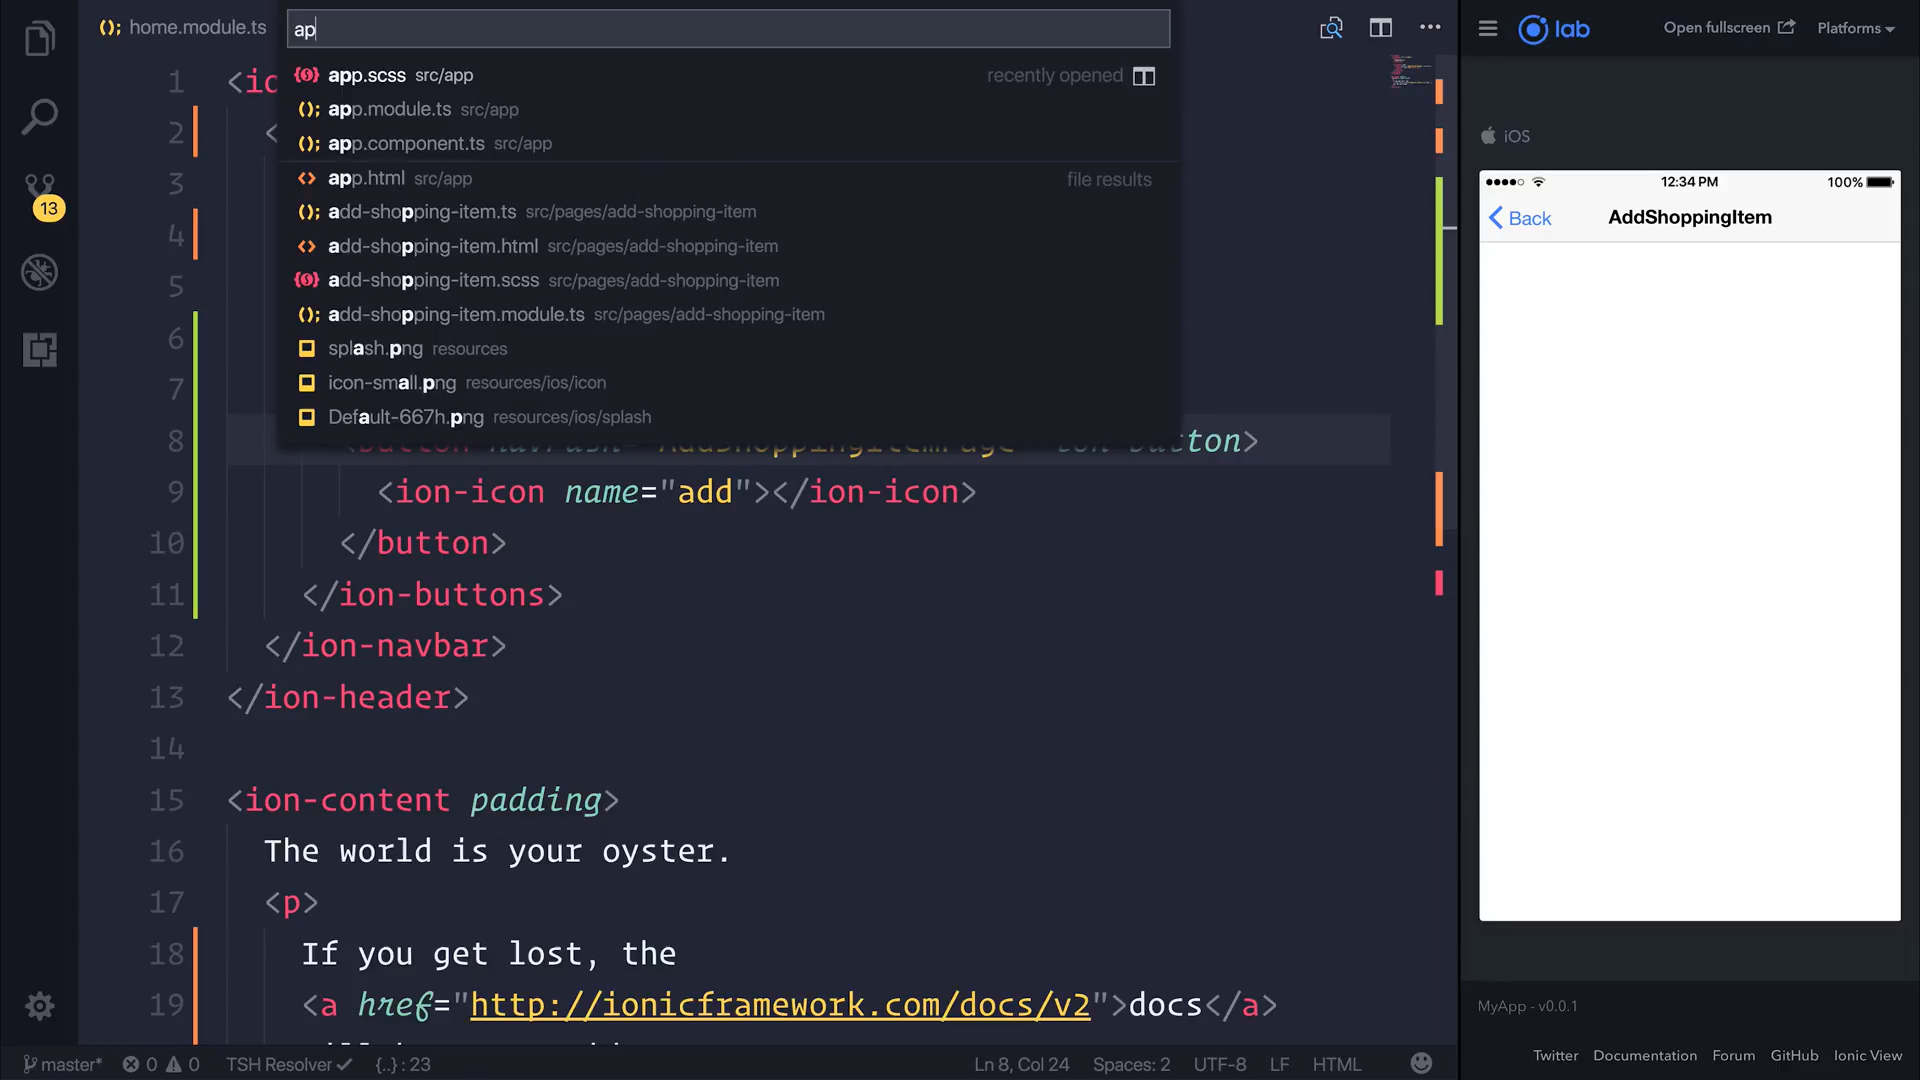 home.module.ts
ap
lab
Open fullscreen
Platforms
app.scss src/app
recently opened
app.module.ts src/app
app.component.ts src/app
app.html src/app
file results
add-shopping-item.ts src/pages/add-shopping-item
add-shopping-item.html src/pages/add-shopping-item
add-shopping-item.scss src/pages/add-shopping-item
add-shopping-item.module.ts src/pages/add-shopping-item
splash.png resources
icon-small.png resources/ios/icon
Default-667h.png resources/ios/splash
13
1 <ic
2 <
3
4
5
6
7
8 <button navPush="AddShoppingItemPage" ion-button>
9 <ion-icon name="add"></ion-icon>
10 </button>
11 </ion-buttons>
12 </ion-navbar>
13 </ion-header>
14
15 <ion-content padding>
16 The world is your oyster.
17 <p>
18 If you get lost, the
19 <a href="http://ionicframework.com/docs/v2">docs</a>
iOS
12:34 PM
100%
Back
AddShoppingItem
MyApp - v0.0.1
Twitter Documentation Forum GitHub Ionic View
master* 0 0 TSH Resolver {..} : 23
Ln 8, Col 24 Spaces: 2 UTF-8 LF HTML